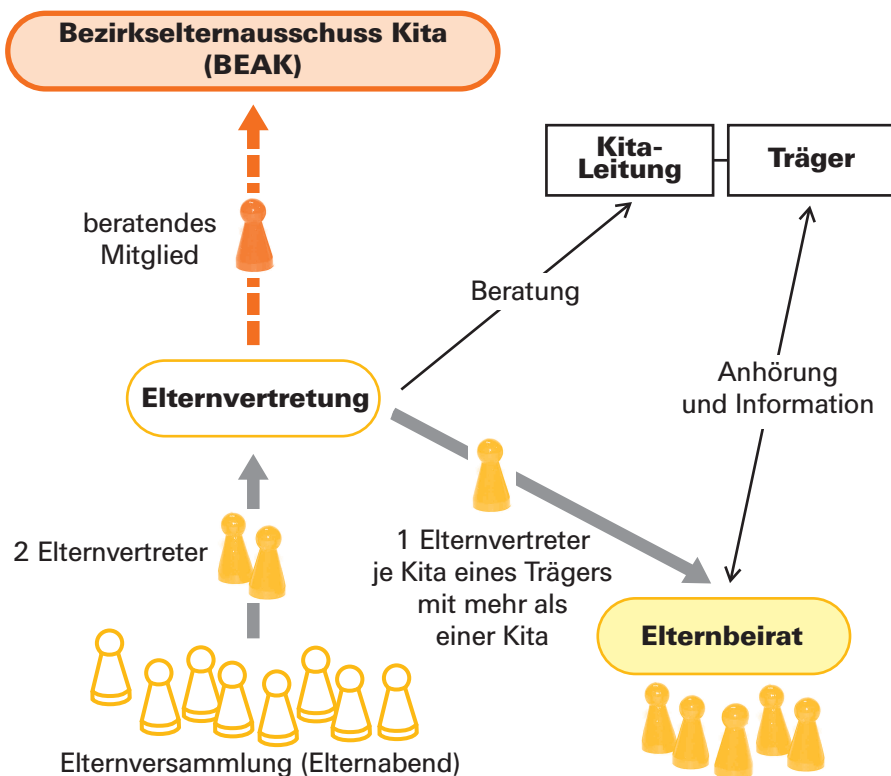 Bezirkselternausschuss Kita
(BEAK)
Kita-
Leitung
Träger
beratendes
Mitglied
Beratung
Elternvertretung
Anhörung
und Information
2 Elternvertreter
1 Elternvertreter
je Kita eines Trägers
mit mehr als
einer Kita
Elternbeirat
Elternversammlung (Elternabend)